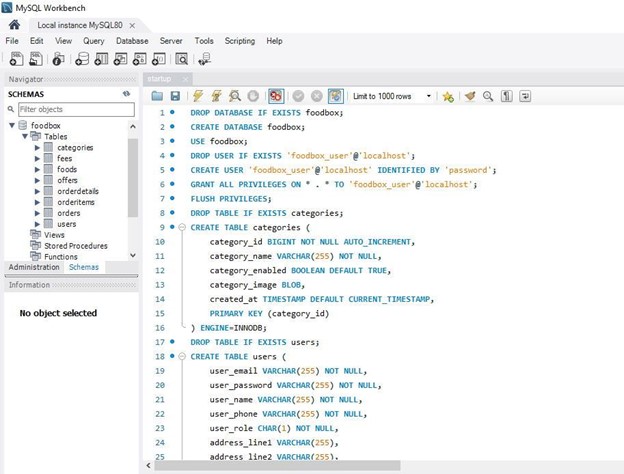 MySQL Workbench
Local instance MySQL80 ×
File Edit View Query Database Server Tools Scripting Help
Navigator
SCHEMAS
Filter objects
foodbox
Tables
categories
fees
foods
offers
orderdetails
orderitems
orders
users
Views
Stored Procedures
Functions
Administration Schemas
Information
No object selected
startup ×
Limit to 1000 rows
1 DROP DATABASE IF EXISTS foodbox;
2 CREATE DATABASE foodbox;
3 USE foodbox;
4 DROP USER IF EXISTS 'foodbox_user'@'localhost';
5 CREATE USER 'foodbox_user'@'localhost' IDENTIFIED BY 'password';
6 GRANT ALL PRIVILEGES ON * . * TO 'foodbox_user'@'localhost';
7 FLUSH PRIVILEGES;
8 DROP TABLE IF EXISTS categories;
9 CREATE TABLE categories (
10 category_id BIGINT NOT NULL AUTO_INCREMENT,
11 category_name VARCHAR(255) NOT NULL,
12 category_enabled BOOLEAN DEFAULT TRUE,
13 category_image BLOB,
14 created_at TIMESTAMP DEFAULT CURRENT_TIMESTAMP,
15 PRIMARY KEY (category_id)
16 ) ENGINE=INNODB;
17 DROP TABLE IF EXISTS users;
18 CREATE TABLE users (
19 user_email VARCHAR(255) NOT NULL,
20 user_password VARCHAR(255) NOT NULL,
21 user_name VARCHAR(255) NOT NULL,
22 user_phone VARCHAR(255) NOT NULL,
23 user_role CHAR(1) NOT NULL,
24 address_line1 VARCHAR(255),
25 address_line2 VARCHAR(255),